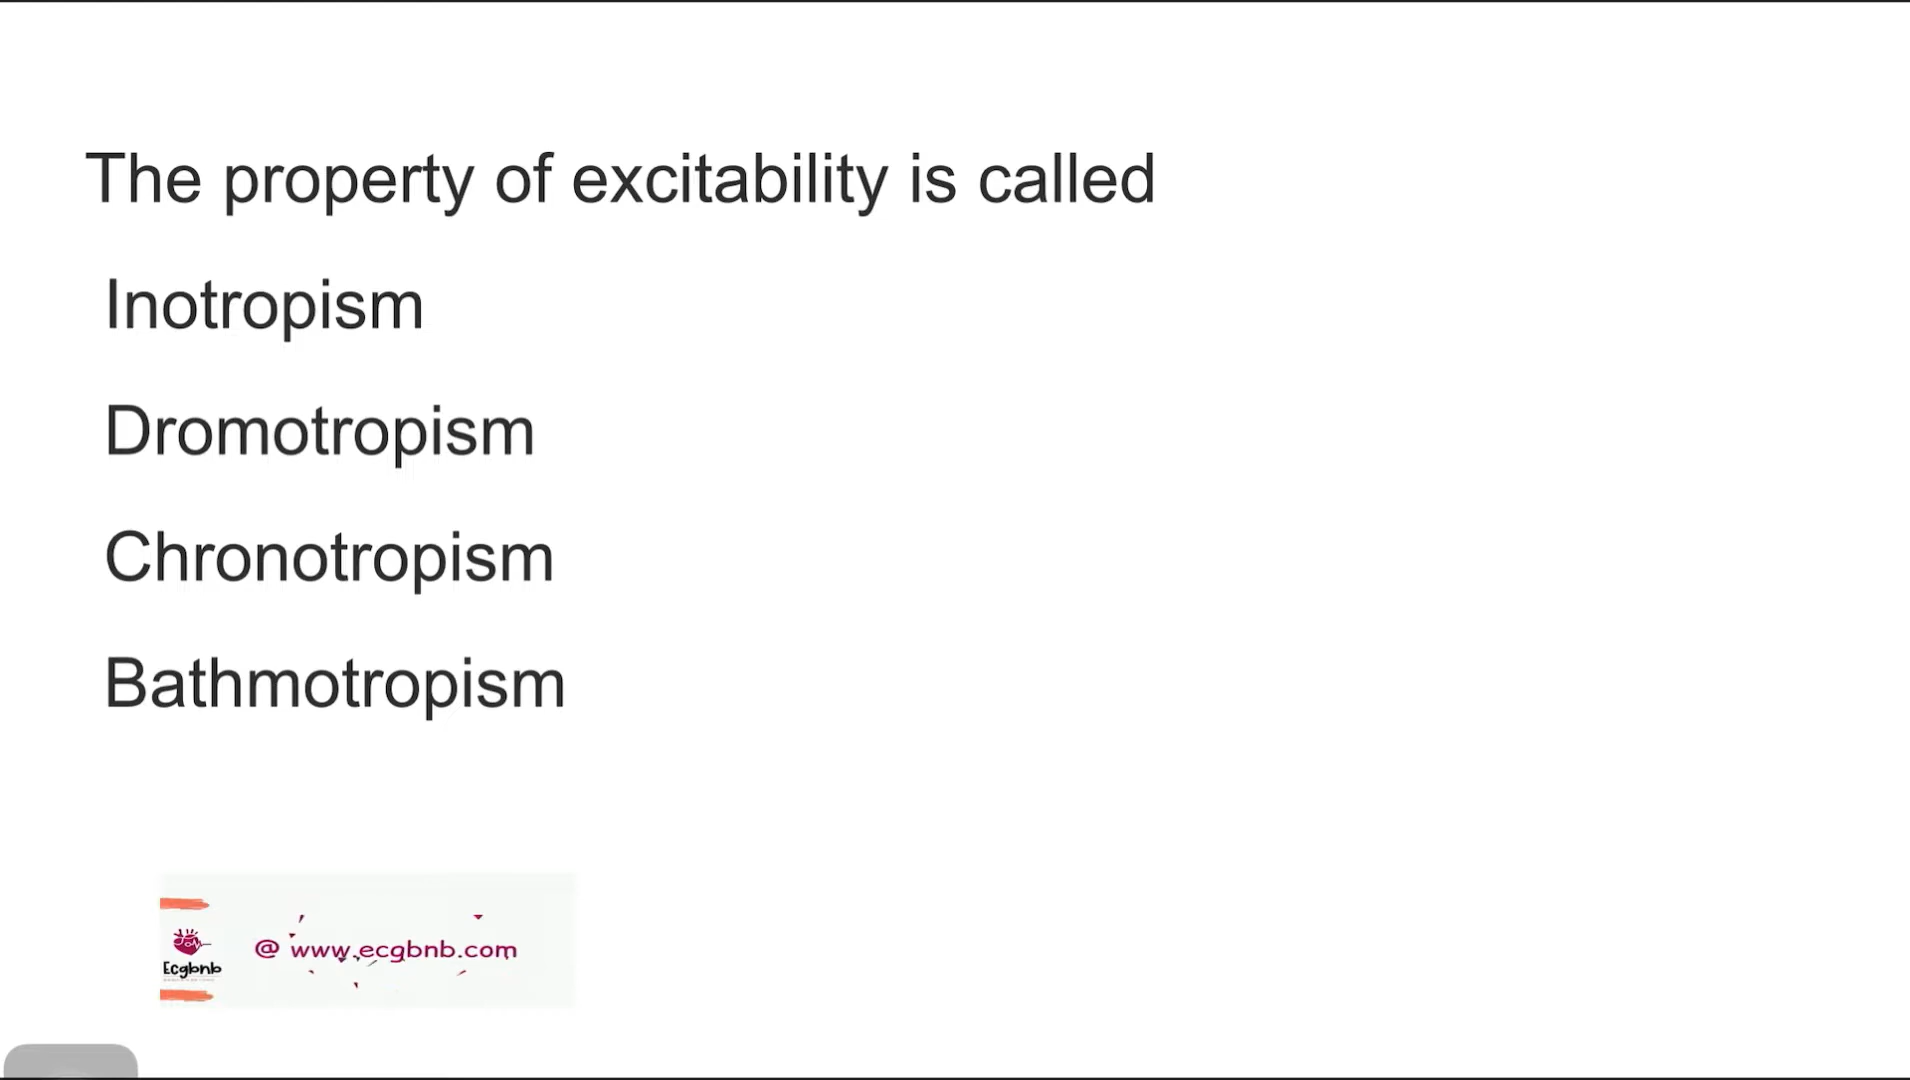 The property of excitability is called
Inotropism
Dromotropism
Chronotropism
Bathmotropism
@ www.ecgbnb.com
Ecgbnb